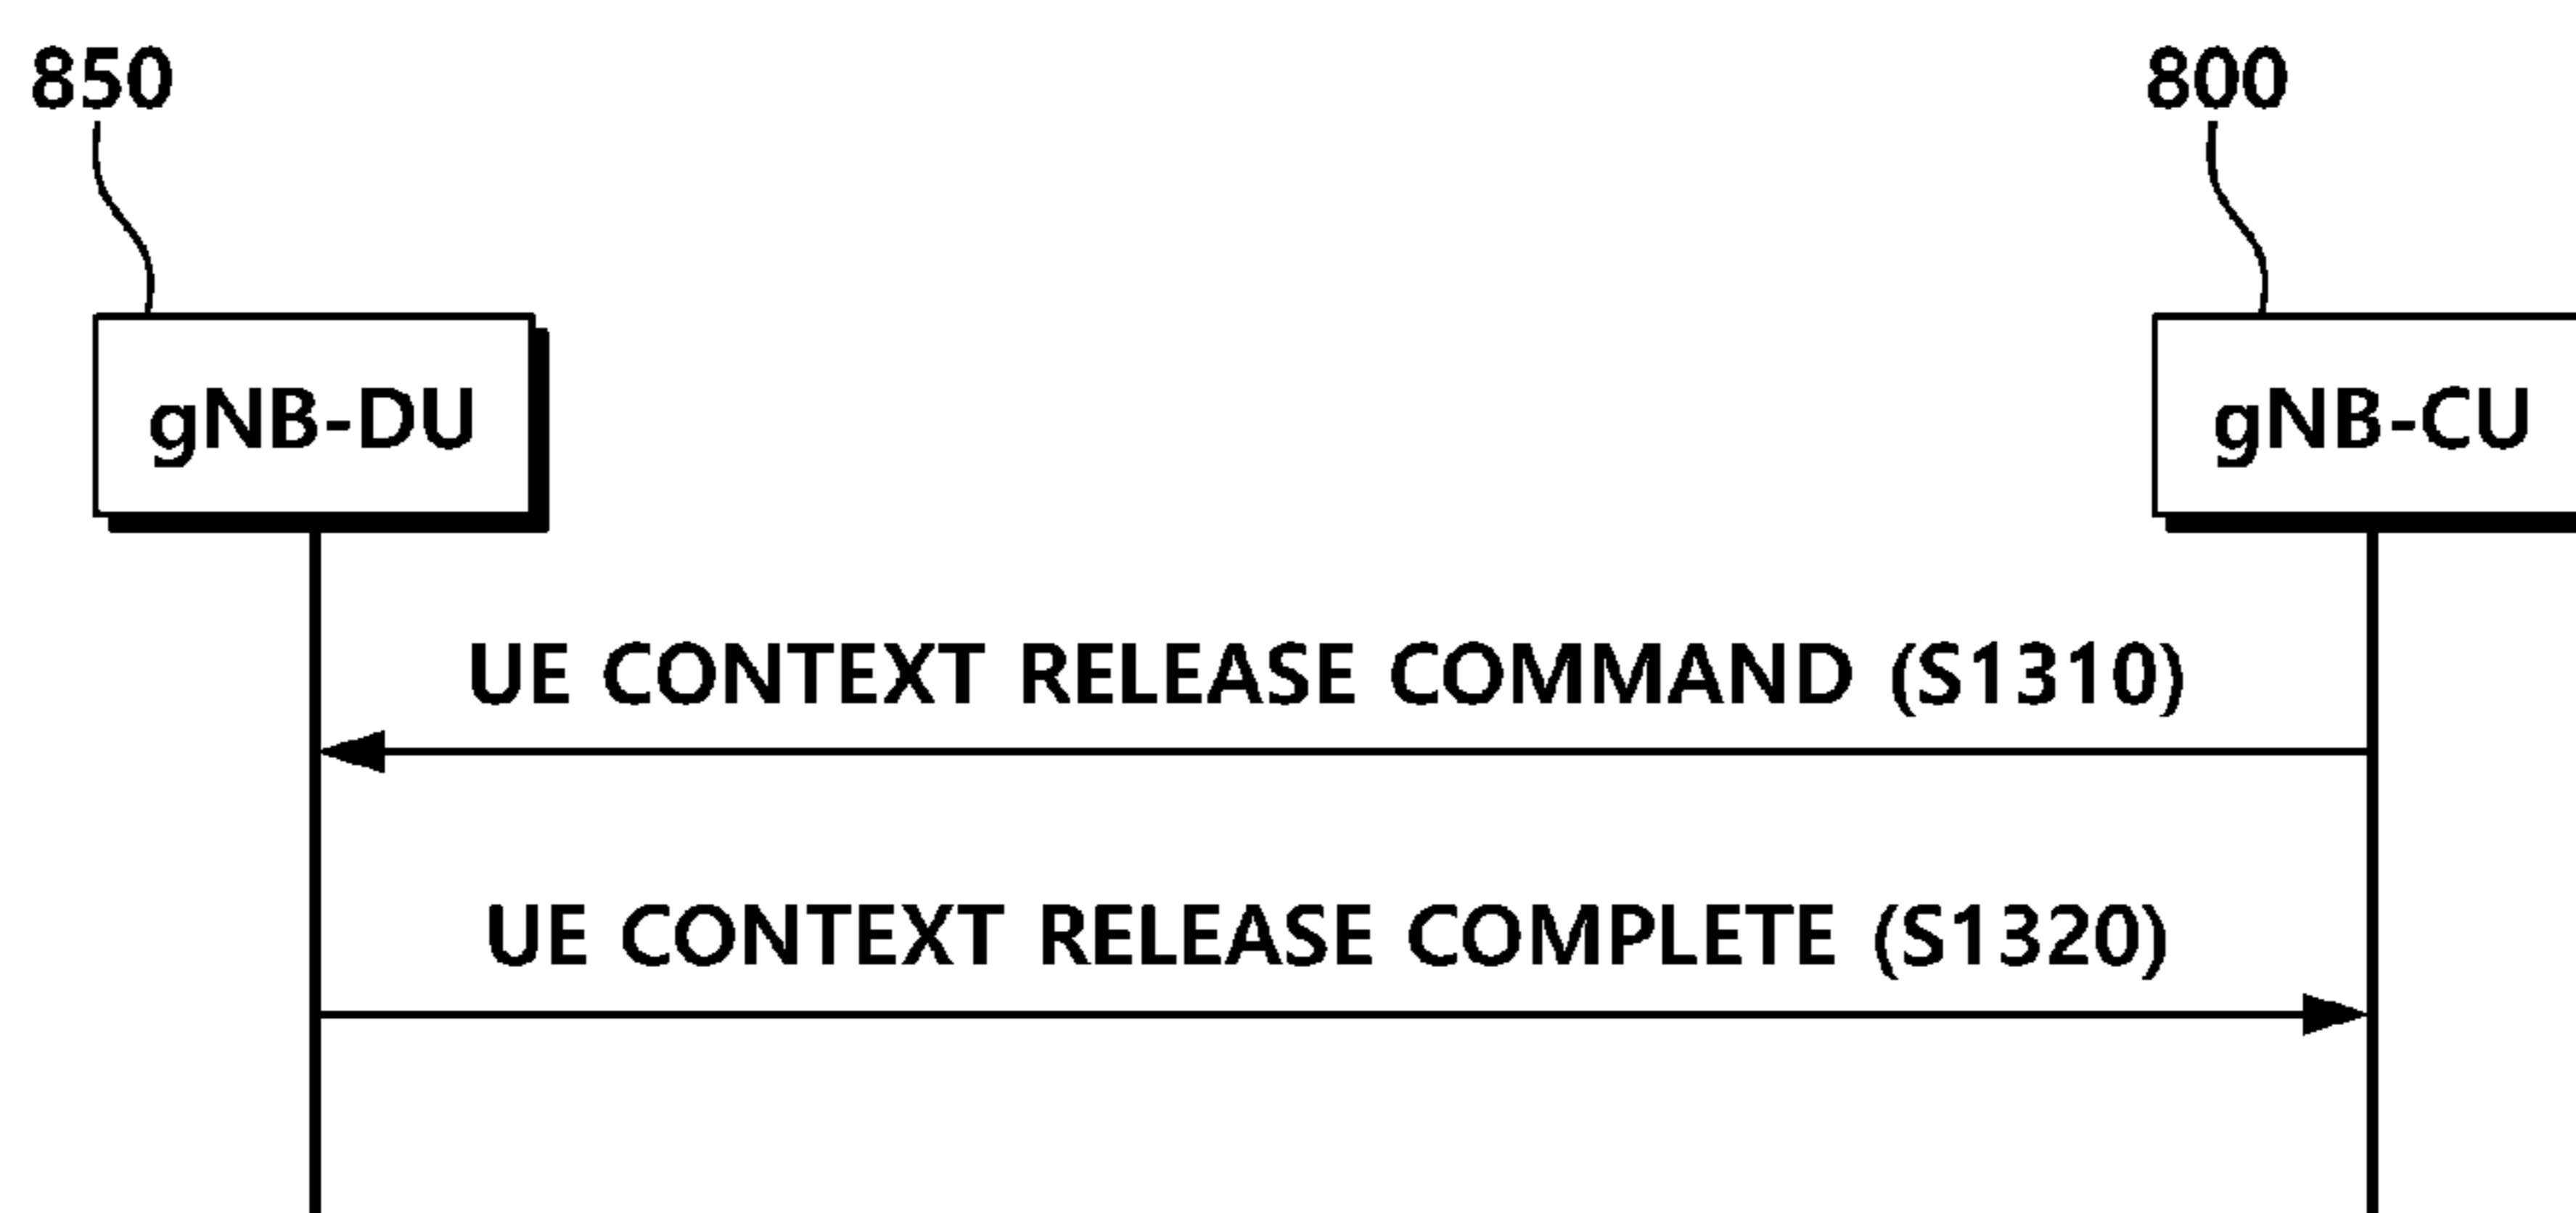 850
800
gNB-DU
gNB-CU
UE CONTEXT RELEASE COMMAND (S1310)
UE CONTEXT RELEASE COMPLETE (S1320)